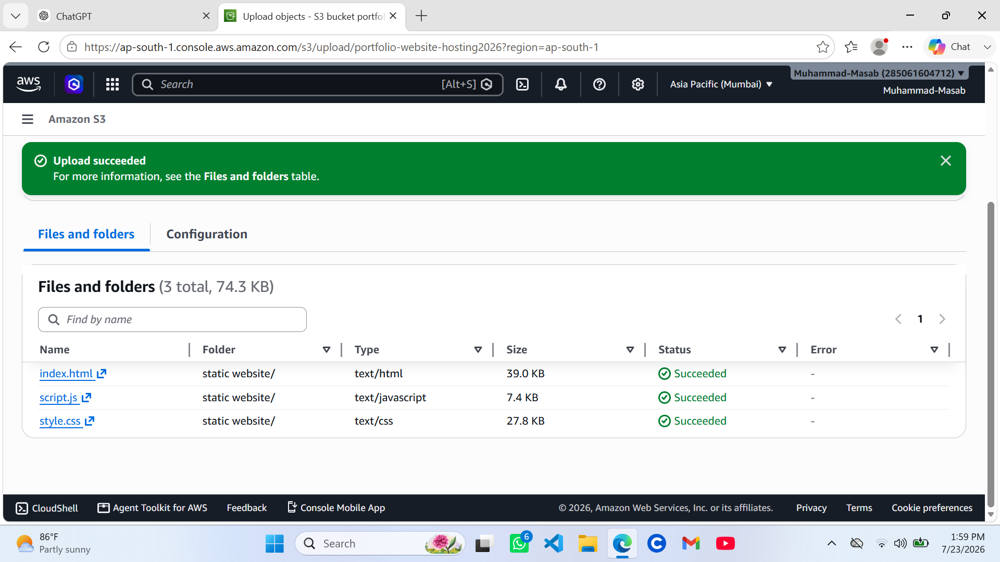 ChatGPT
Upload objects - S3 bucket portfol
https://ap-south-1.console.aws.amazon.com/s3/upload/portfolio-website-hosting2026?region=ap-south-1
Chat
aws
Search
[Alt+S]
Asia Pacific (Mumbai)
Muhammad-Masab (285061604712)
Muhammad-Masab
Amazon S3
Upload succeeded
For more information, see the Files and folders table.
Files and folders
Configuration
Files and folders (3 total, 74.3 KB)
Find by name
1
Name Folder Type Size Status Error
index.html static website/ text/html 39.0 KB Succeeded -
script.js static website/ text/javascript 7.4 KB Succeeded -
style.css static website/ text/css 27.8 KB Succeeded -
CloudShell Agent Toolkit for AWS Feedback Console Mobile App © 2026, Amazon Web Services, Inc. or its affiliates. Privacy Terms Cookie preferences
86°F
Partly sunny
Search
6
1:59 PM
7/23/2026